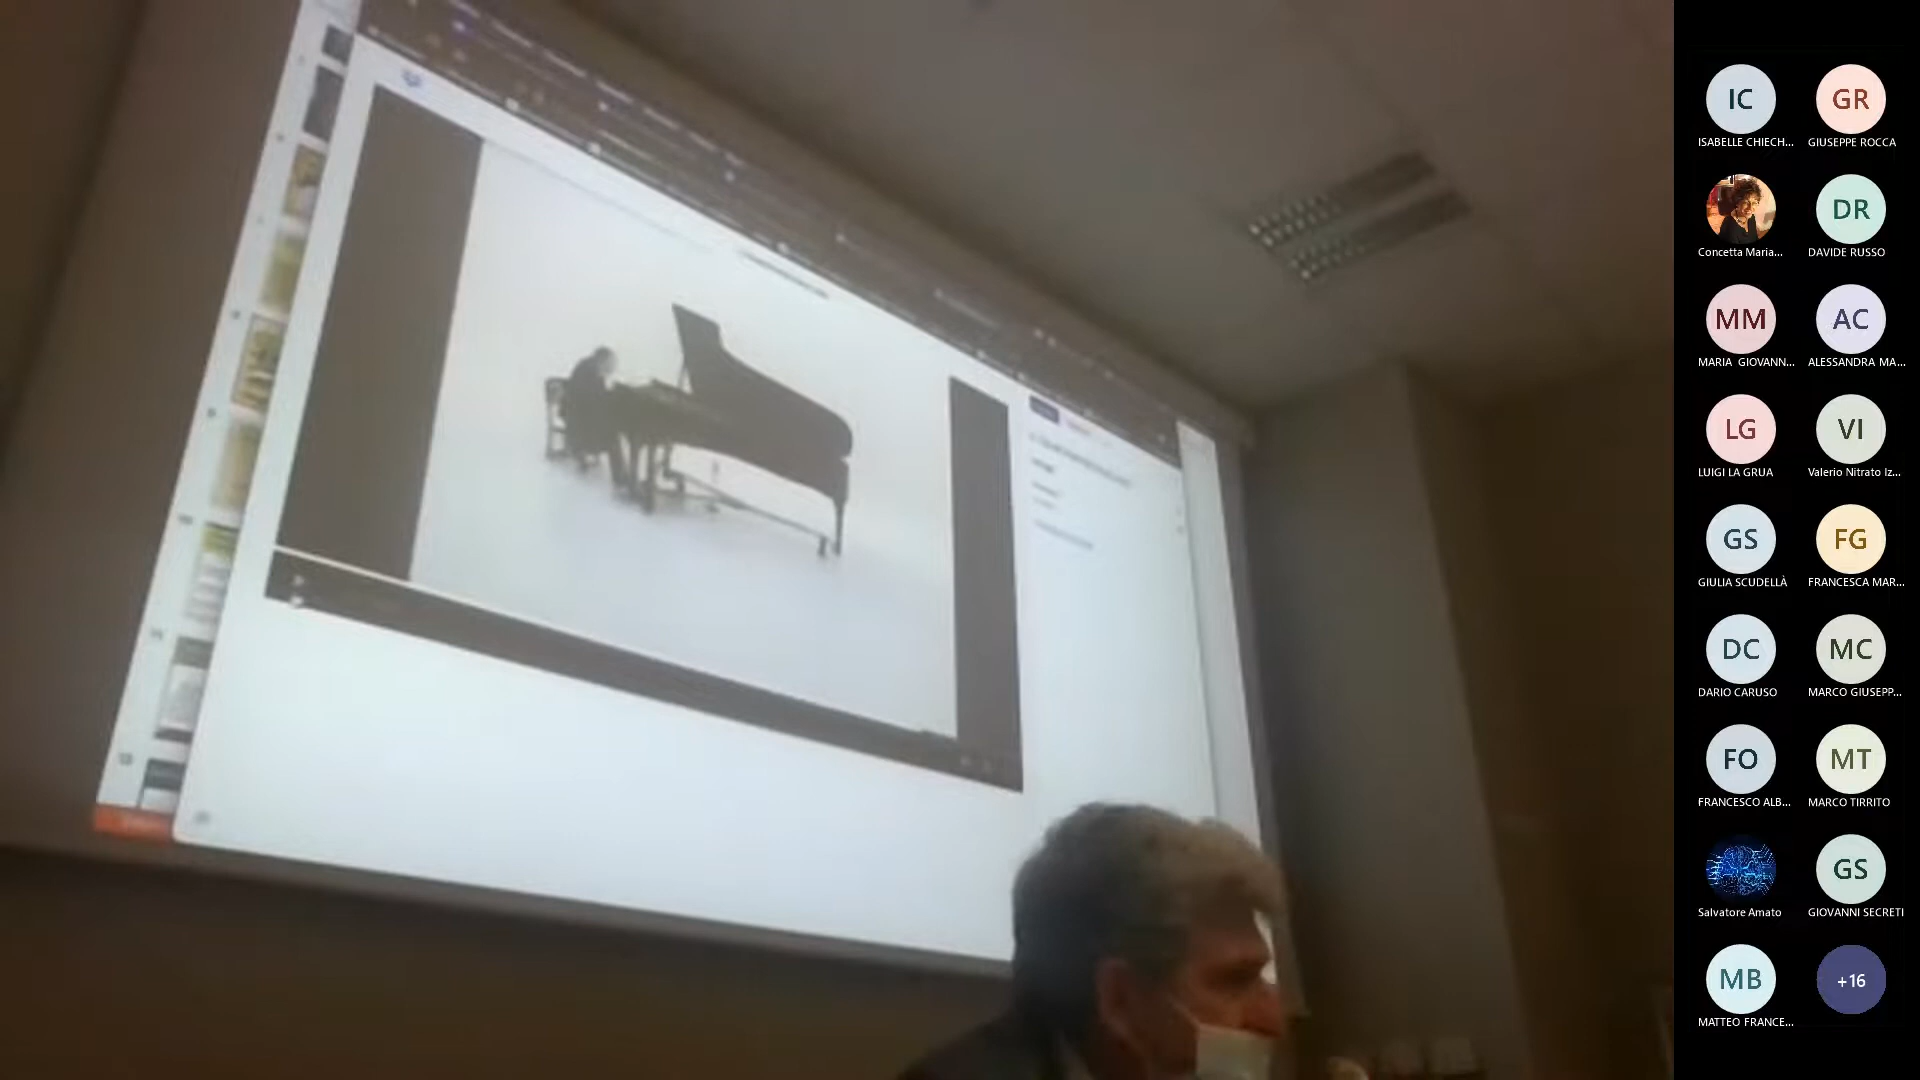 IC GR
ISABELLE CHIECH... GIUSEPPE ROCCA
DR
Concetta Maria... DAVIDE RUSSO
MM AC
MARIA GIOVANN... ALESSANDRA MA...
LG VI
LUIGI LA GRUA Valerio Nitrato Iz...
GS FG
GIULIA SCUDELLÀ FRANCESCA MAR...
DC MC
DARIO CARUSO MARCO GIUSEPP...
FO MT
FRANCESCO ALB... MARCO TIRRITO
GS
Salvatore Amato GIOVANNI SECRETI
MB +16
MATTEO FRANCE...